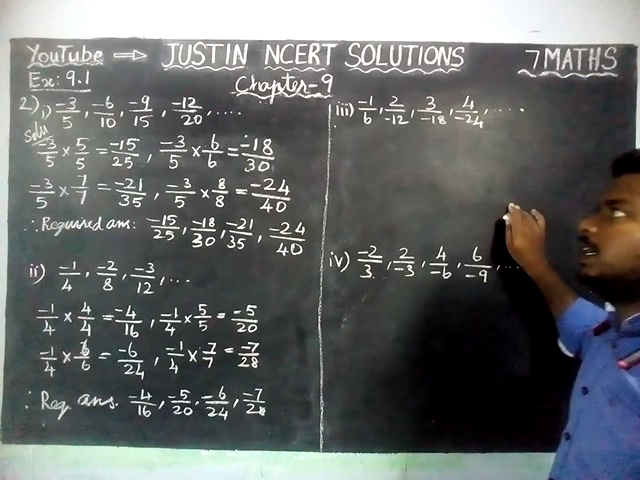 YouTube → JUSTIN NCERT SOLUTIONS 7 MATHS
Ex: 9.1 Chapter-9
2) i) -3/5, -6/10, -9/15, -12/20, ....
Solu
-3/5 × 5/5 = -15/25, -3/5 × 6/6 = -18/30
-3/5 × 7/7 = -21/35, -3/5 × 8/8 = -24/40
∴ Required ans: -15/25, -18/30, -21/35, -24/40
ii) -1/4, -2/8, -3/12, ...
-1/4 × 4/4 = -4/16, -1/4 × 5/5 = -5/20
-1/4 × 6/6 = -6/24, -1/4 × 7/7 = -7/28
∴ Req. ans. -4/16, -5/20, -6/24, -7/28
iii) -1/6, 2/-12, 3/-18, 4/-24, ....
iv) -2/3, 2/-3, 4/-6, 6/-9, ...